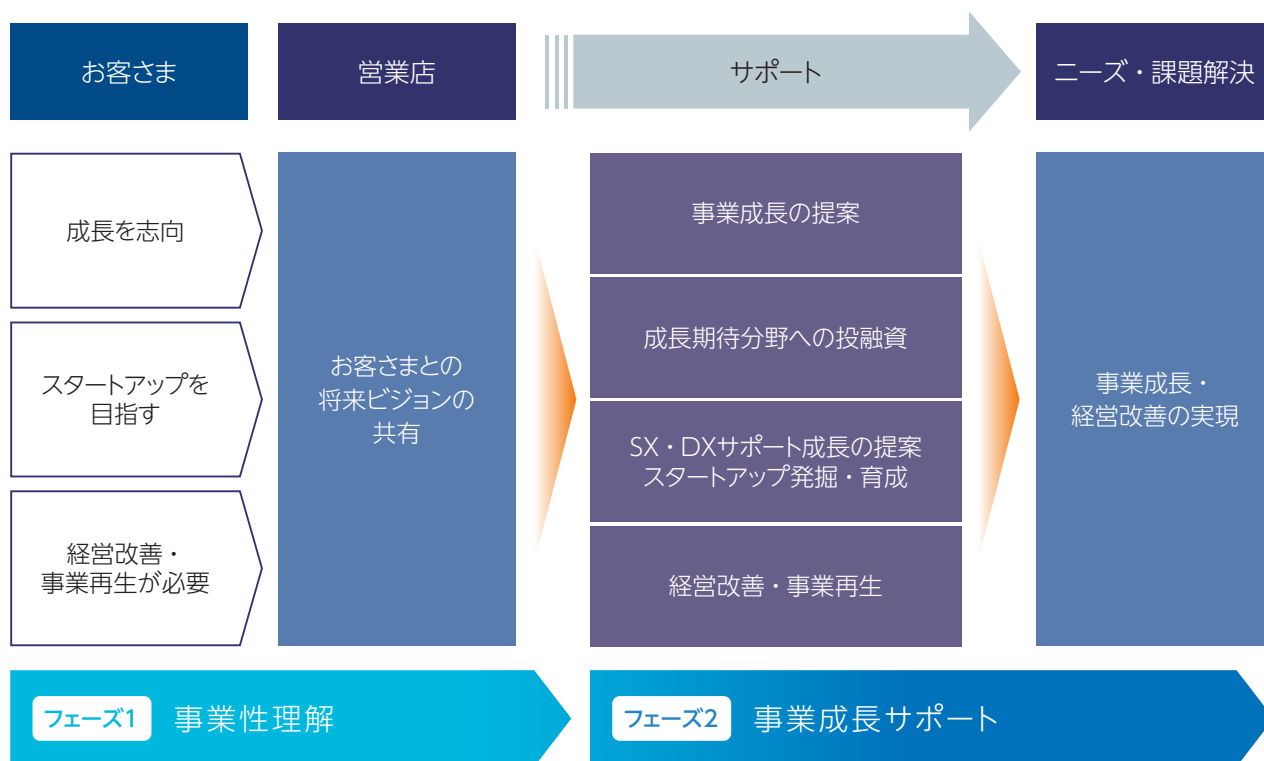 お客さま
営業店
サポート
ニーズ・課題解決
成長を志向
スタートアップを
目指す
経営改善・
事業再生が必要
お客さまとの
将来ビジョンの
共有
事業成長の提案
成長期待分野への投融資
SX・DXサポート成長の提案
スタートアップ発掘・育成
経営改善・事業再生
事業成長・
経営改善の実現
フェーズ1 事業性理解
フェーズ2 事業成長サポート